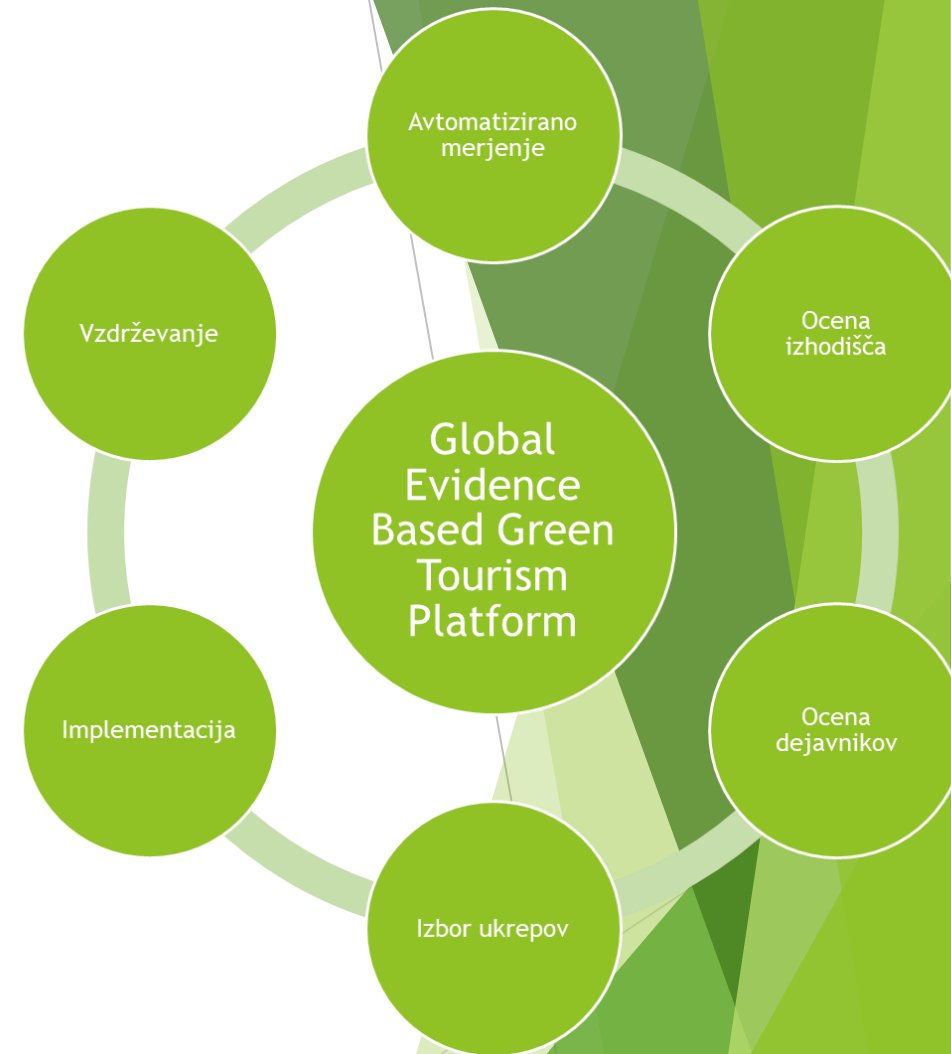 Avtomatizirano
merjenje
Ocena
izhodišča
Ocena
dejavnikov
Izbor ukrepov
Implementacija
Vzdrževanje
Global
Evidence
Based Green
Tourism
Platform